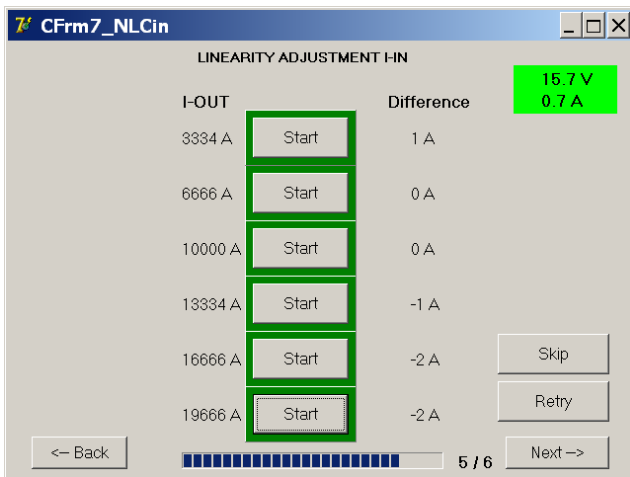 CFrm7_NLCin
LINEARITY ADJUSTMENT I-IN
15.7 V
0.7 A
I-OUT Difference
3334 A Start 1 A
6666 A Start 0 A
10000 A Start 0 A
13334 A Start -1 A
16666 A Start -2 A
Skip
19666 A Start -2 A
Retry
<-- Back 5 / 6 Next -->